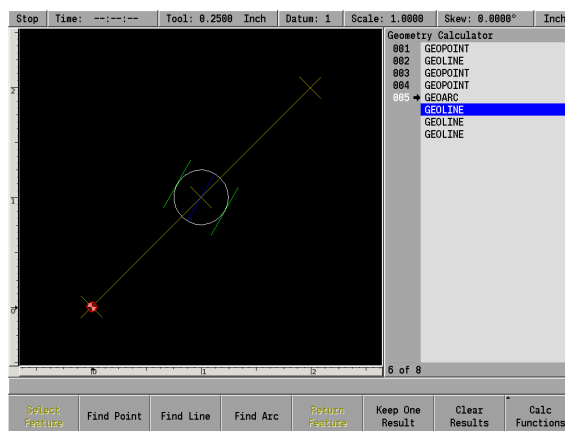 Stop Time: --:--:-- Tool: 0.2500 Inch Datum: 1 Scale: 1.0000 Skew: 0.0000° Inch
Geometry Calculator
001 GEOPOINT
002 GEOLINE
003 GEOPOINT
004 GEOPOINT
005 → GEOARC
GEOLINE
GEOLINE
GEOLINE
2
1
0
0 1 2
6 of 8
Select Feature
Find Point
Find Line
Find Arc
Return Feature
Keep One Result
Clear Results
Calc Functions